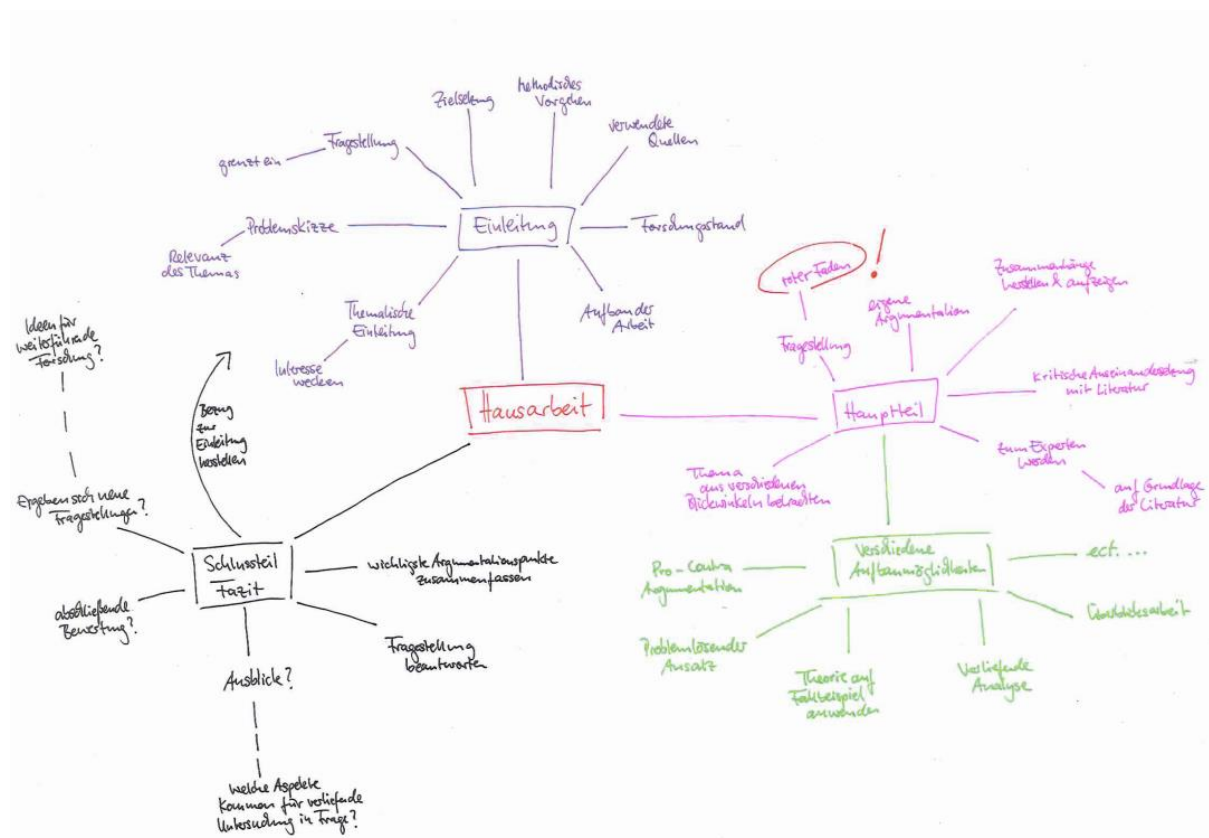 Hausarbeit
Einleitung
Thematische
Einleitung
Interesse
wecken
Problemskizze
Relevanz
des Themas
Fragestellung
grenzt ein
Zielsetzung
methodisches
Vorgehen
verwendete
Quellen
Forschungsstand
Aufbau der
Arbeit
Hauptteil
Thema
aus verschiedenen
Blickwinkeln betrachten
Fragestellung
roter Faden
!
eigene
Argumentation
Zusammenhänge
herstellen & aufzeigen
kritische Auseinandersetzung
mit Literatur
zum Experten
werden
auf Grundlage
der Literatur
Verschiedene
Aufbaumöglichkeiten
Pro-Contra
Argumentation
Problemlösender
Ansatz
Theorie auf
Fallbeispiel
anwenden
Vertiefende
Analyse
Überblicksarbeit
ect....
Schlussteil
Fazit
wichtigste Argumentationspunkte
zusammenfassen
Fragestellung
beantworten
Ausblicke?
welche Aspekte
kommen für vertiefende
Untersuchung in Frage?
abschließende
Bewertung?
Ergeben sich neue
Fragestellungen?
Ideen für
weiterführende
Forschung?
Bezug
zur
Einleitung
herstellen